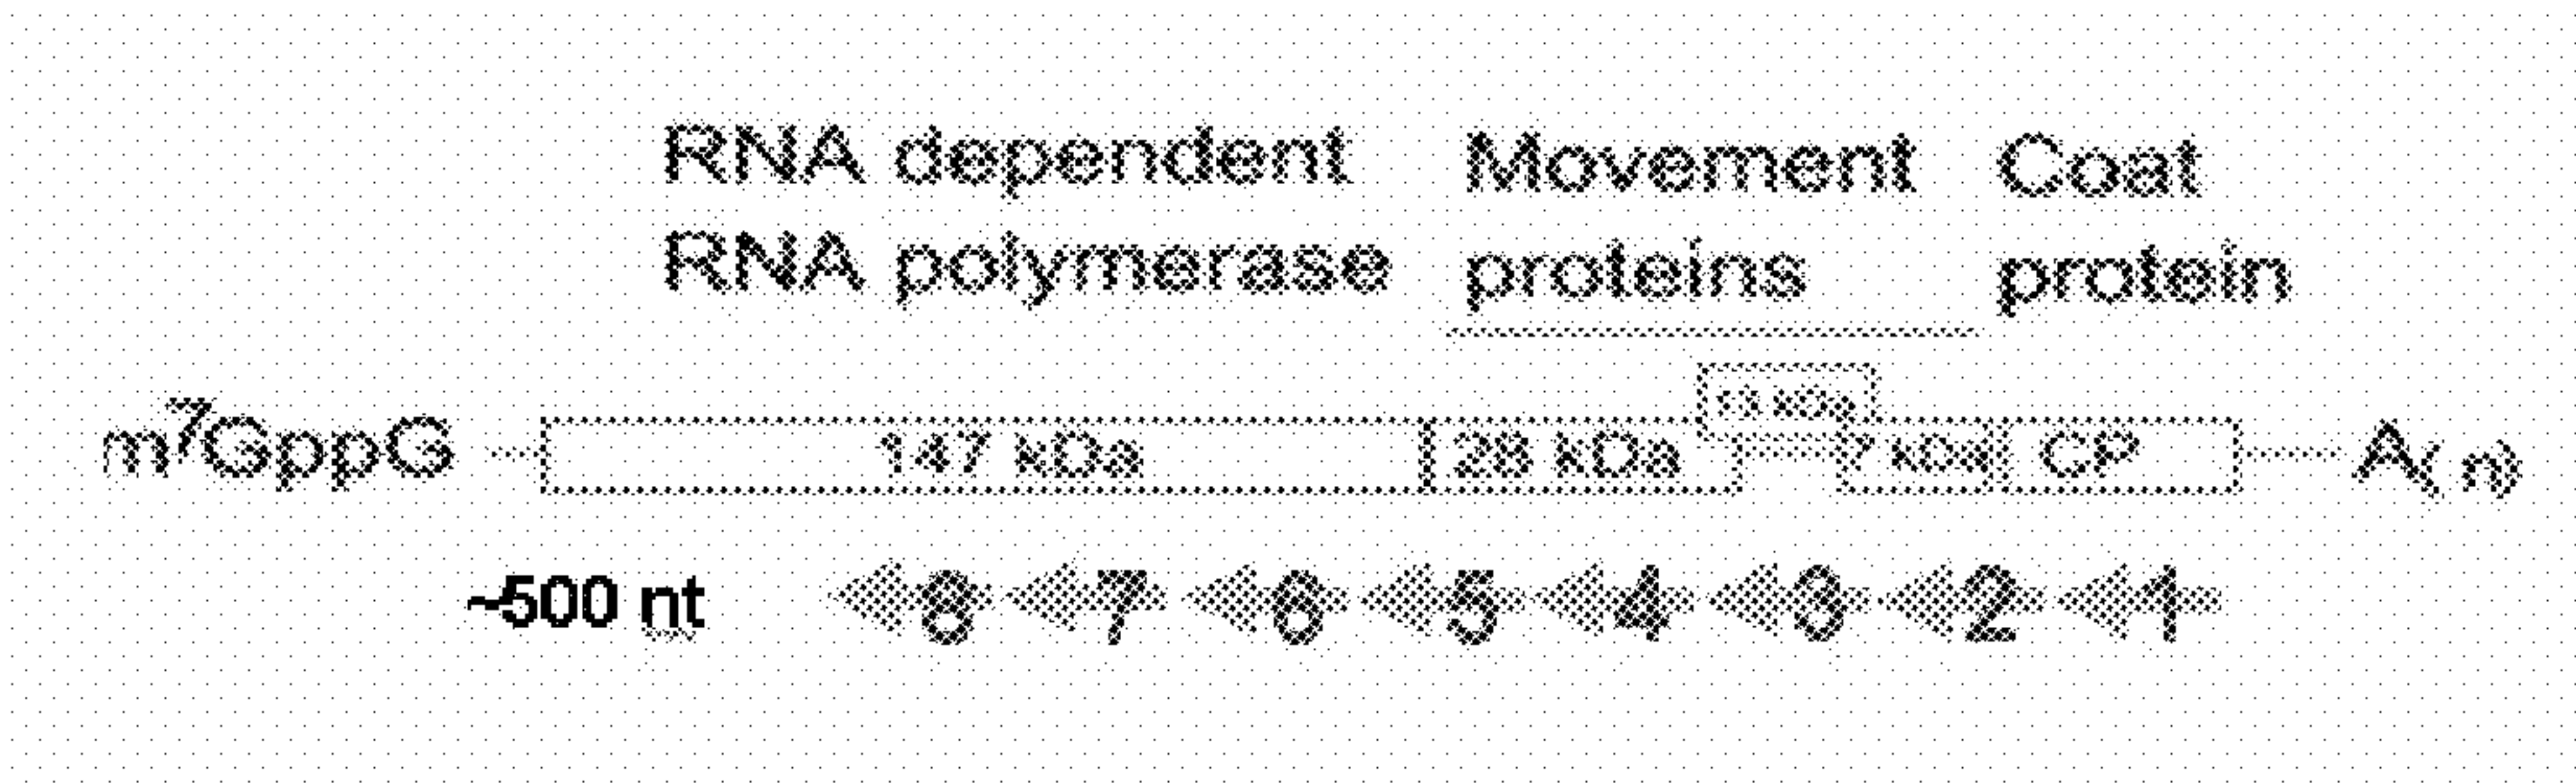 RNA dependent
RNA polymerase
Movement
proteins
Coat
protein
m⁷GppG
147 kDa
28 kDa
kDa
7 kDa
CP
A(n)
~500 nt
8 7 6 5 4 3 2 1